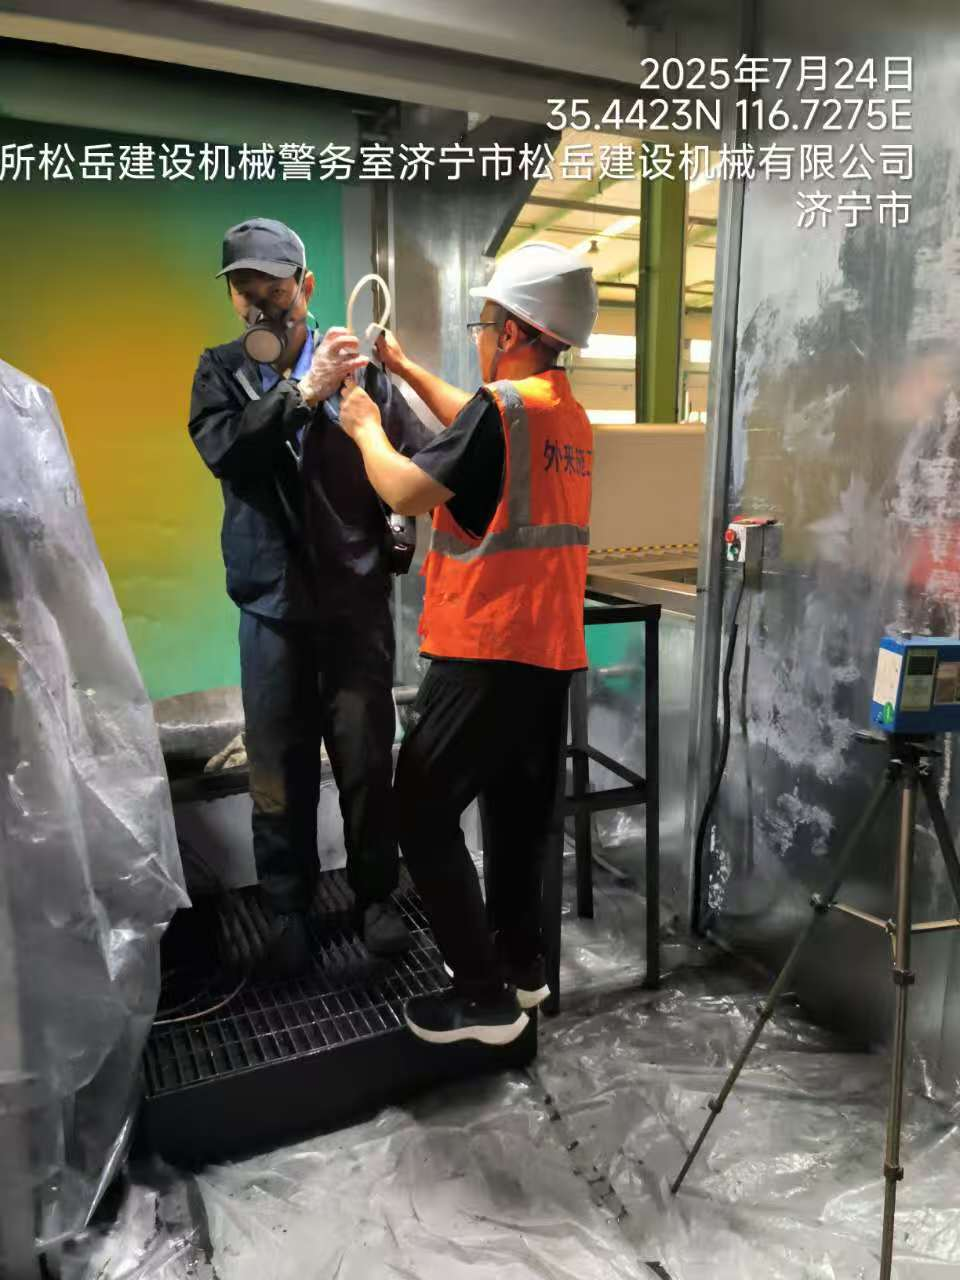 2025年7月24日
35.4423N 116.7275E
所松岳建设机械警务室济宁市松岳建设机械有限公司
济宁市
外来施工